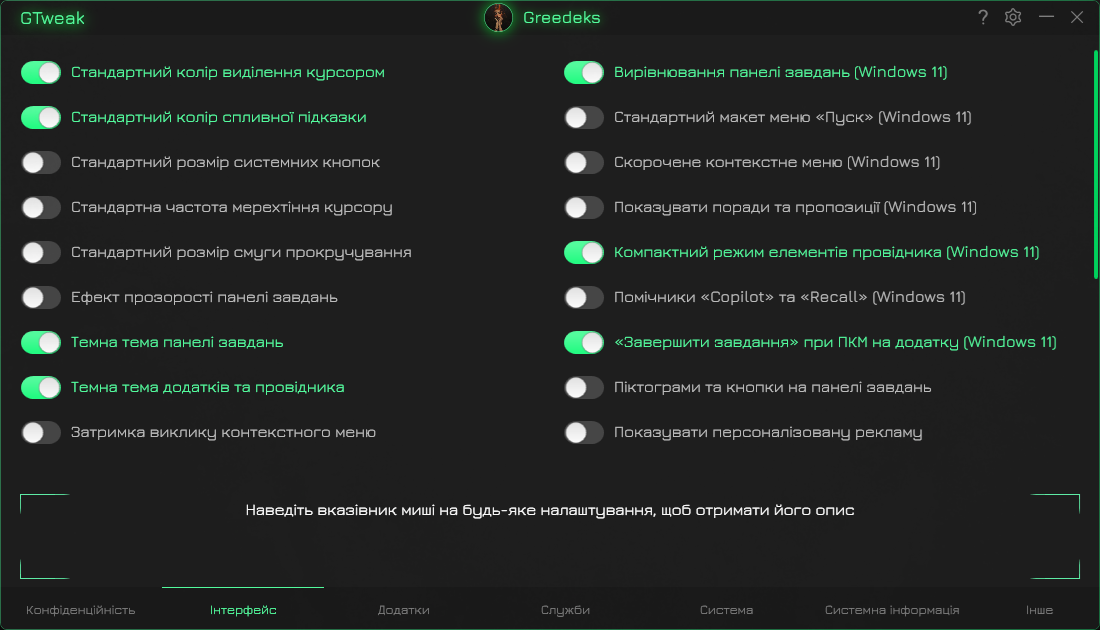 GTweak
Greedeks
?
Стандартний колір виділення курсором
Вирівнювання панелі завдань (Windows 11)
Стандартний колір спливної підказки
Стандартний макет меню «Пуск» (Windows 11)
Стандартний розмір системних кнопок
Скорочене контекстне меню (Windows 11)
Стандартна частота мерехтіння курсору
Показувати поради та пропозиції (Windows 11)
Стандартний розмір смуги прокручування
Компактний режим елементів провідника (Windows 11)
Ефект прозорості панелі завдань
Помічники «Copilot» та «Recall» (Windows 11)
Темна тема панелі завдань
«Завершити завдання» при ПКМ на додатку (Windows 11)
Темна тема додатків та провідника
Піктограми та кнопки на панелі завдань
Затримка виклику контекстного меню
Показувати персоналізовану рекламу
Наведіть вказівник миші на будь-яке налаштування, щоб отримати його опис
Конфіденційність
Інтерфейс
Додатки
Служби
Система
Системна інформація
Інше